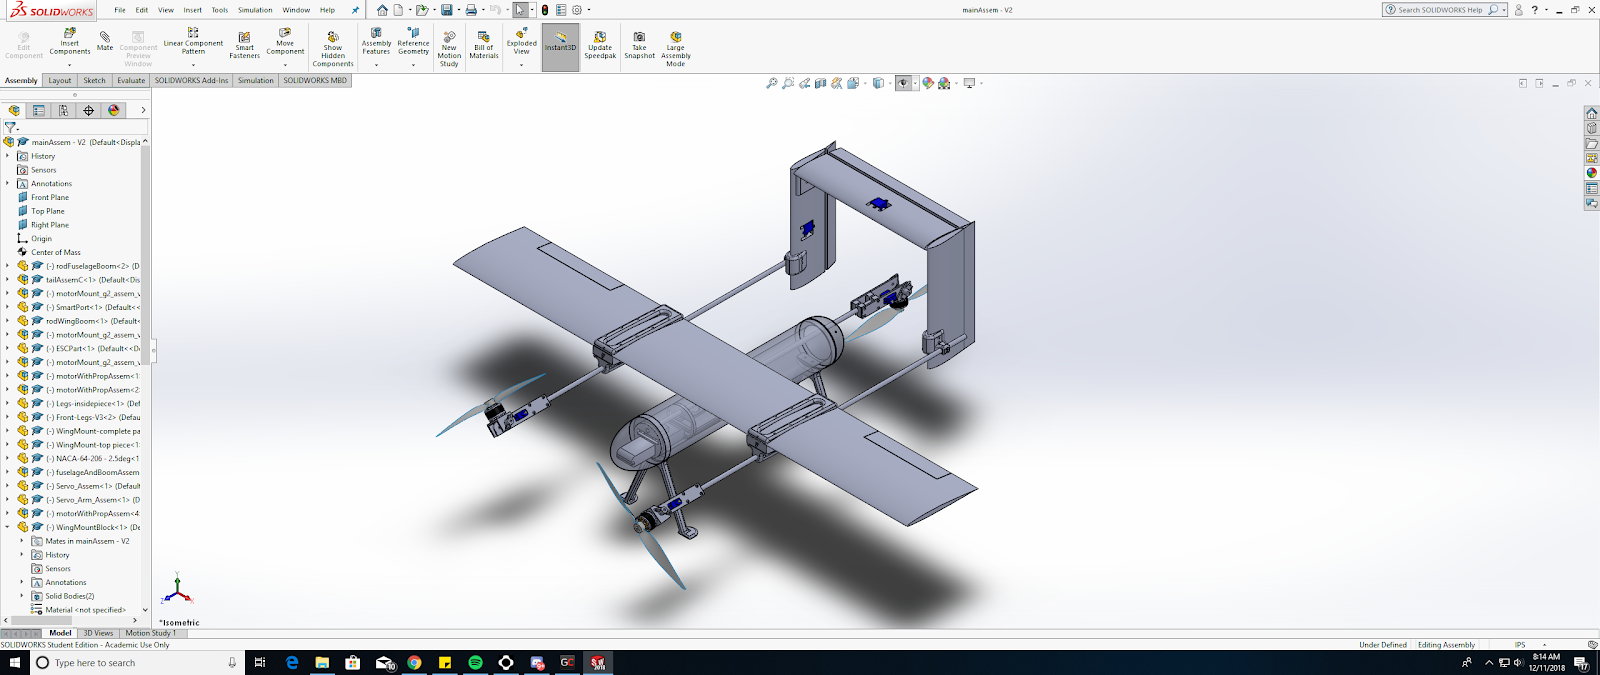 SOLIDWORKS
File Edit View Insert Tools Simulation Window Help
mainAssem - V2
Search SOLIDWORKS Help
Edit Component
Insert Components
Mate
Component Preview Window
Linear Component Pattern
Smart Fasteners
Move Component
Show Hidden Components
Assembly Features
Reference Geometry
New Motion Study
Bill of Materials
Exploded View
Instant3D
Update Speedpak
Take Snapshot
Large Assembly Mode
Assembly Layout Sketch Evaluate SOLIDWORKS Add-Ins Simulation SOLIDWORKS MBD
mainAssem - V2 (Default<Displa
History
Sensors
Annotations
Front Plane
Top Plane
Right Plane
Origin
Center of Mass
(-) rodFuselageBoom<2> (D
tailAssemC<1> (Default<Dis
(-) motorMount_g2_assem_v
(-) SmartPort<1> (Default<<
rodWingBoom<1> (Default<
(-) motorMount_g2_assem_v
(-) ESCPart<1> (Default<<D
(-) motorMount_g2_assem_v
(-) motorWithPropAssem<1
(-) motorWithPropAssem<2
(-) Legs-insidepiece<1> (Def
(-) Front-Legs-V3<2> (Defau
(-) WingMount-complete pa
(-) WingMount-top piece<1
(-) NACA-64-206 - 2.5deg<1
(-) fuselageAndBoomAssem
(-) Servo_Assem<1> (Defaul
(-) Servo_Arm_Assem<1> (D
(-) motorWithPropAssem<4
(-) WingMountBlock<1> (De
Mates in mainAssem - V2
History
Sensors
Annotations
Solid Bodies(2)
Material <not specified>
Y
Z
X
*Isometric
Model 3D Views Motion Study 1
SOLIDWORKS Student Edition - Academic Use Only
Under Defined Editing Assembly IPS
Type here to search
8:14 AM
12/11/2018